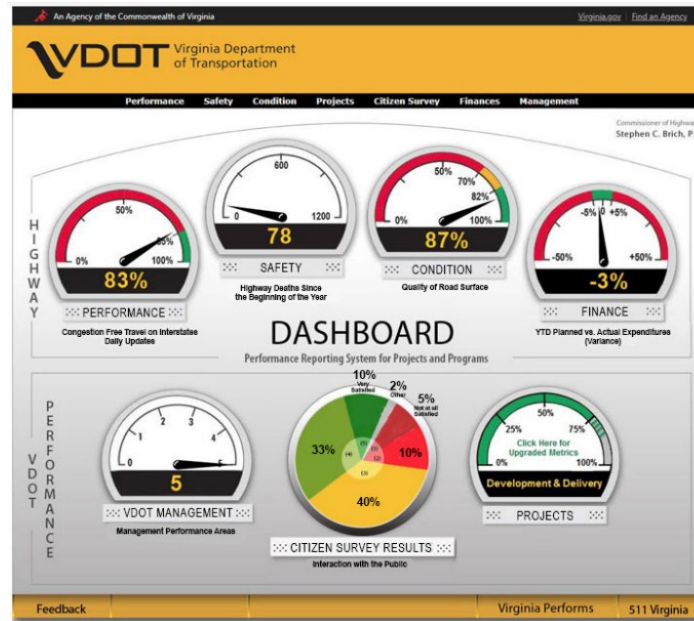 An Agency of the Commonwealth of Virginia
Virginia.gov | Find an Agency
VDOT Virginia Department
of Transportation
Performance Safety Condition Projects Citizen Survey Finances Management
Commissioner of Highway
Stephen C. Brich, P.
HIGHWAY
0% 50% 85% 100%
83%
PERFORMANCE
Congestion Free Travel on Interstates
Daily Updates
0 600 1200
78
SAFETY
Highway Deaths Since
the Beginning of the Year
0% 50% 70% 82% 100%
87%
CONDITION
Quality of Road Surface
-50% -5% 0 +5% +50%
-3%
FINANCE
YTD Planned vs. Actual Expenditures
(Variance)
DASHBOARD
Performance Reporting System for Projects and Programs
VDOT
PERFORMANCE
0 1 2 3 4 5
5
VDOT MANAGEMENT
Management Performance Areas
10%
Very
Satisfied
2%
Other
5%
Not at all
Satisfied
33%
10%
40%
(4)
(3)
(2)
CITIZEN SURVEY RESULTS
Interaction with the Public
0% 25% 50% 75% 100%
Click Here for
Upgraded Metrics
Development & Delivery
PROJECTS
Feedback
Virginia Performs
511 Virginia